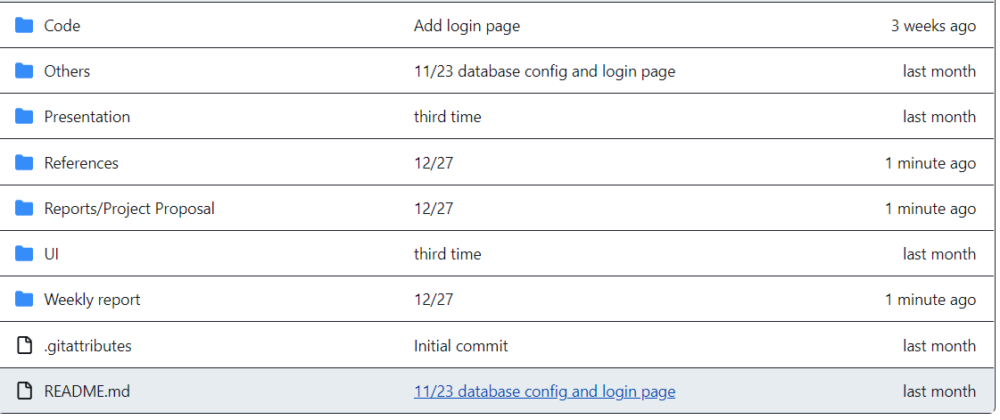 Code Add login page 3 weeks ago
Others 11/23 database config and login page last month
Presentation third time last month
References 12/27 1 minute ago
Reports/Project Proposal 12/27 1 minute ago
UI third time last month
Weekly report 12/27 1 minute ago
.gitattributes Initial commit last month
README.md 11/23 database config and login page last month